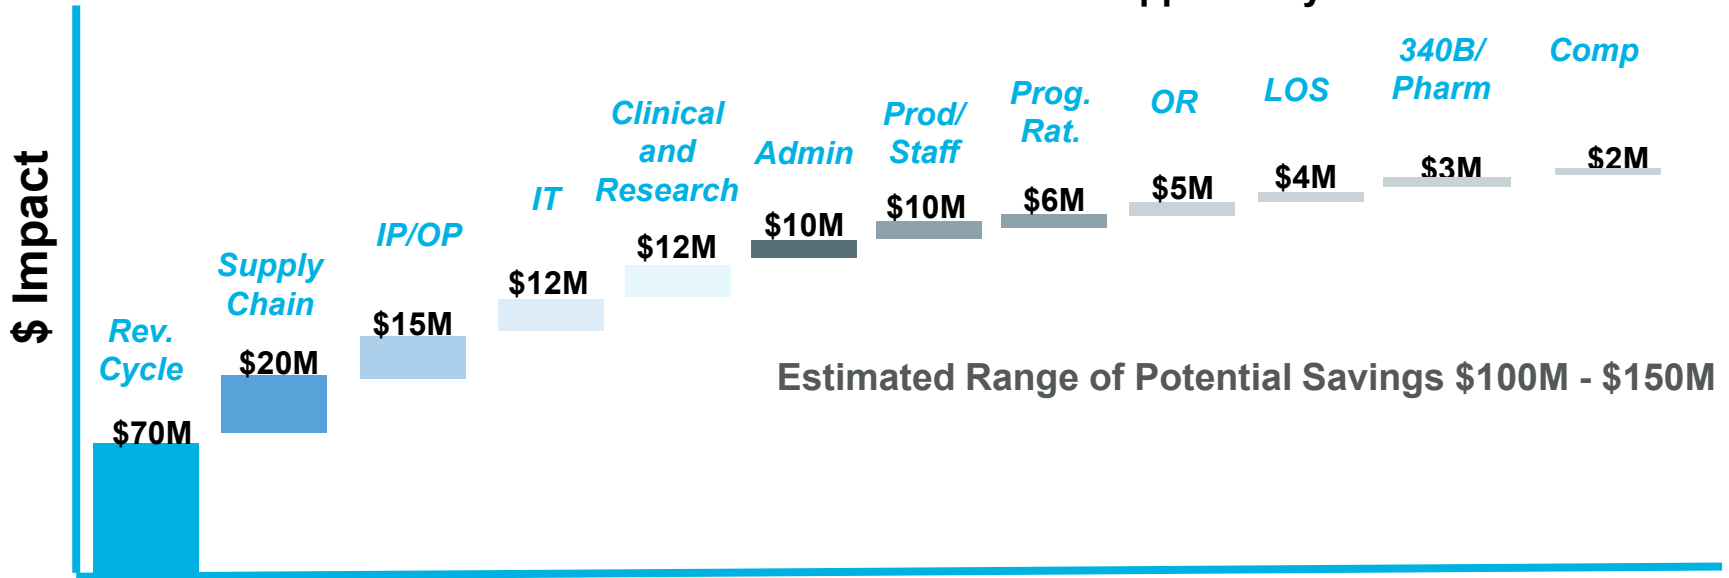 $ Impact
Rev.
Cycle
$70M
Supply
Chain
$20M
IP/OP
$15M
IT
$12M
Clinical
and
Research
$12M
Admin
$10M
Prod/
Staff
$10M
Prog.
Rat.
$6M
OR
$5M
LOS
$4M
340B/
Pharm
$3M
Comp
$2M
Estimated Range of Potential Savings $100M - $150M